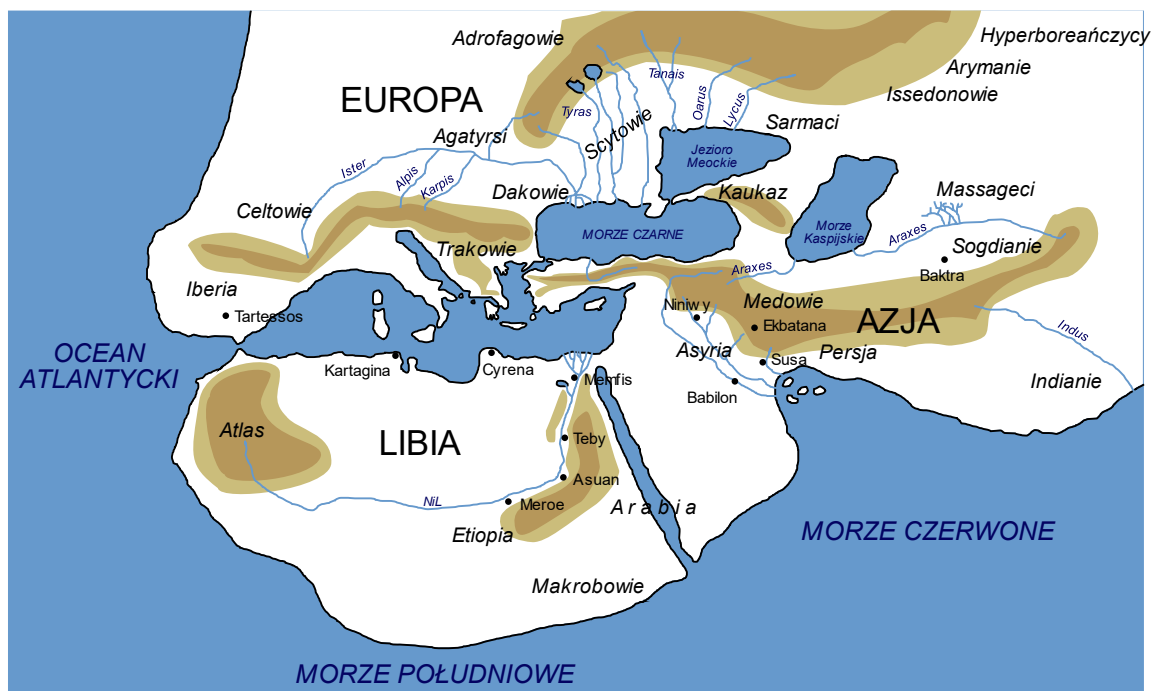 Adrofagowie
Hyperboreańczycy
Arymanie
Issedonowie
EUROPA
Tanais
Oarus
Lycus
Tyras
Scytowie
Sarmaci
Agatyrsi
Jezioro
Meockie
Ister
Alpis
Karpis
Dakowie
Kaukaz
Massageci
Celtowie
Trakowie
MORZE CZARNE
Morze
Kaspijskie
Araxes
Sogdianie
Baktra
Araxes
Iberia
Tartessos
Niniw y
Medowie
Ekbatana
AZJA
Indus
OCEAN
ATLANTYCKI
Kartagina
Cyrena
Asyria
Susa
Persja
Memfis
Babilon
Indianie
Atlas
LIBIA
Teby
Asuan
NiL
Meroe
Arabia
Etiopia
MORZE CZERWONE
Makrobowie
MORZE POŁUDNIOWE